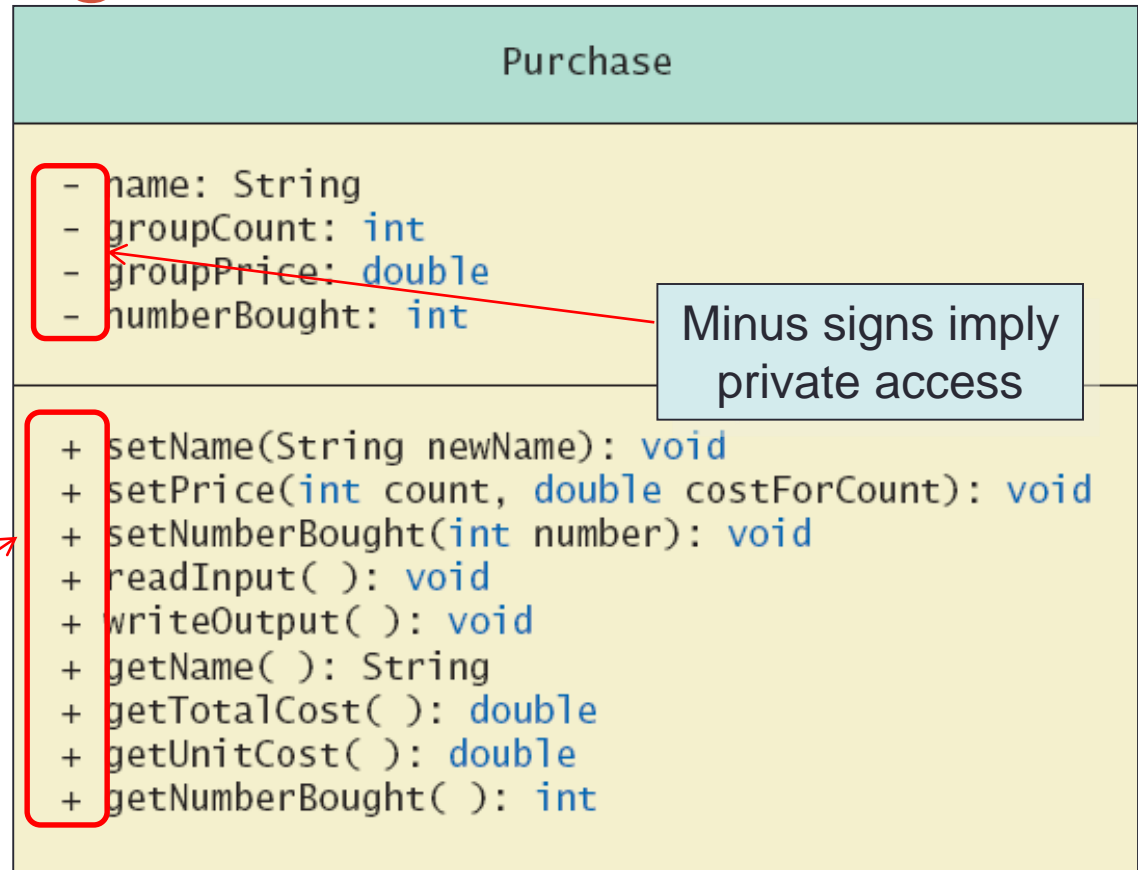 Purchase
- name: String
- groupCount: int
- groupPrice: double
- numberBought: int
Minus signs imply
private access
+ setName(String newName): void
+ setPrice(int count, double costForCount): void
+ setNumberBought(int number): void
+ readInput( ): void
+ writeOutput( ): void
+ getName( ): String
+ getTotalCost( ): double
+ getUnitCost( ): double
+ getNumberBought( ): int